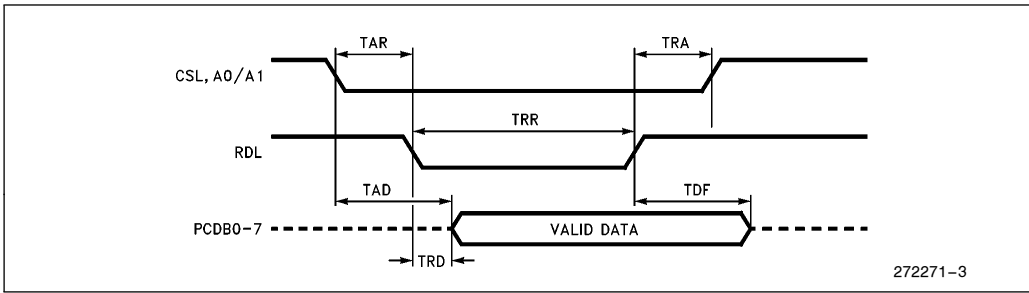 TAR
TRA
CSL, A0/A1
TRR
RDL
TAD
TDF
PCDB0-7
VALID DATA
TRD
272271-3